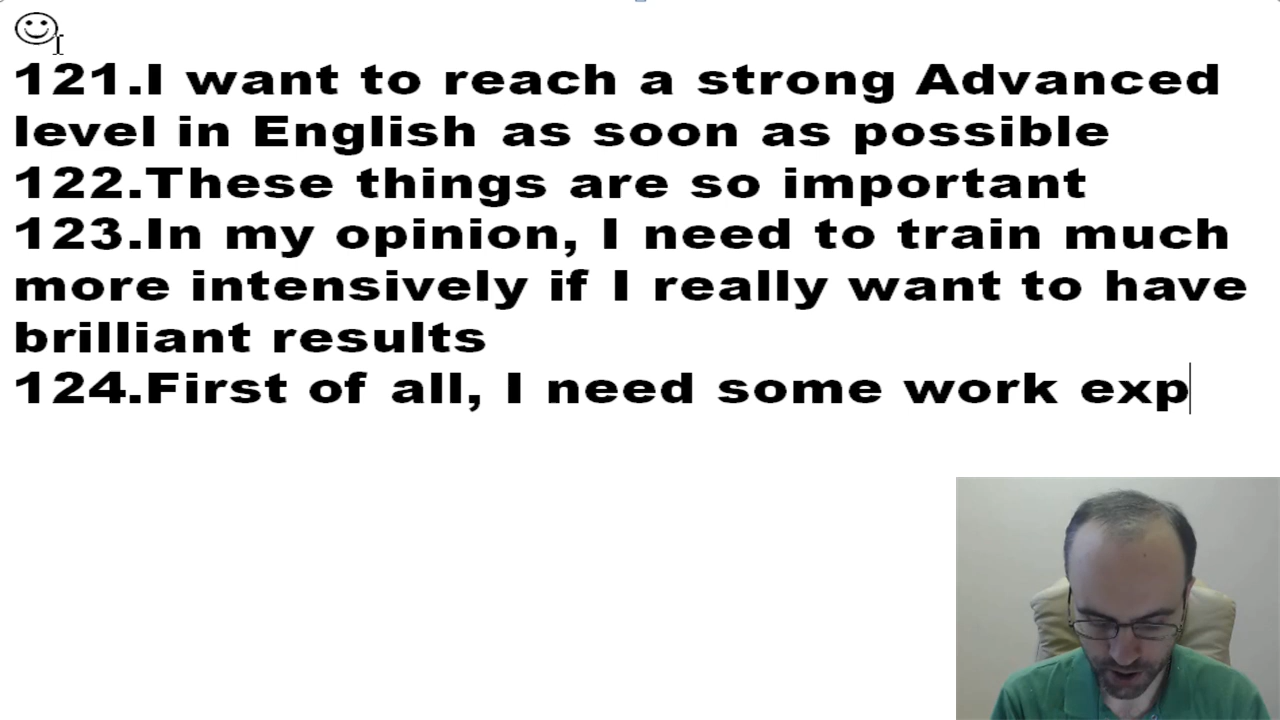 121.I want to reach a strong Advanced
level in English as soon as possible
122.These things are so important
123.In my opinion, I need to train much
more intensively if I really want to have
brilliant results
124.First of all, I need some work exp